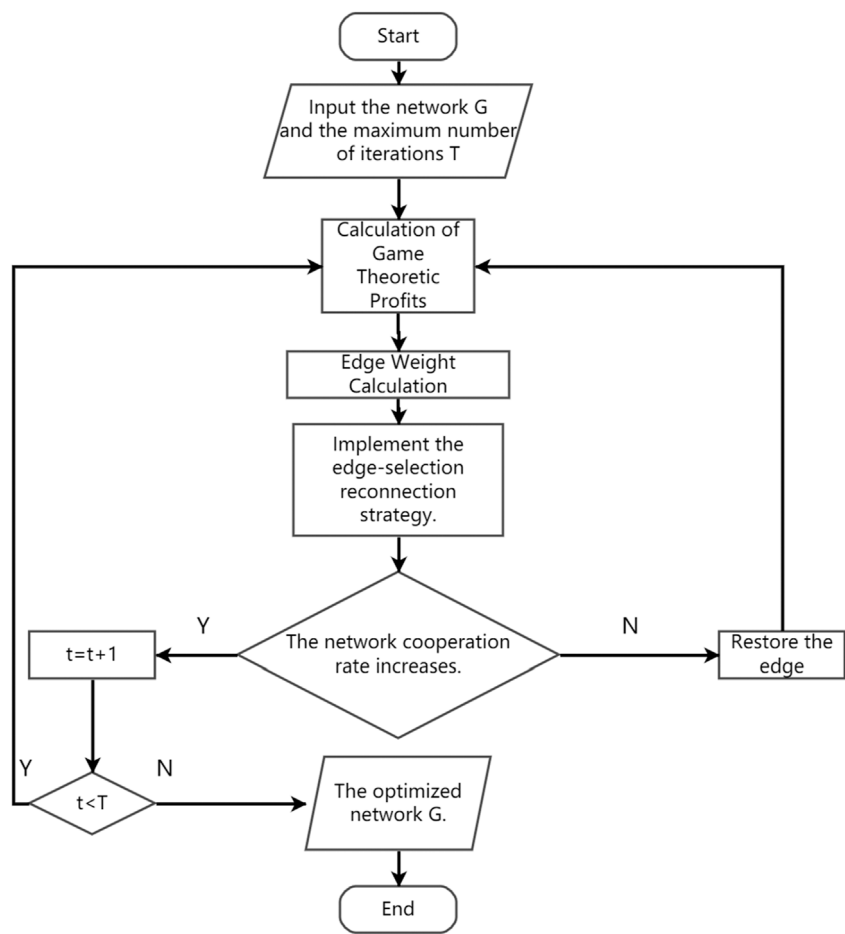 Start
Input the network G
and the maximum number
of iterations T
Calculation of
Game
Theoretic
Profits
Edge Weight
Calculation
Implement the
edge-selection
reconnection
strategy.
Y
N
t=t+1
The network cooperation
rate increases.
Restore the
edge
Y
N
t<T
The optimized
network G.
End